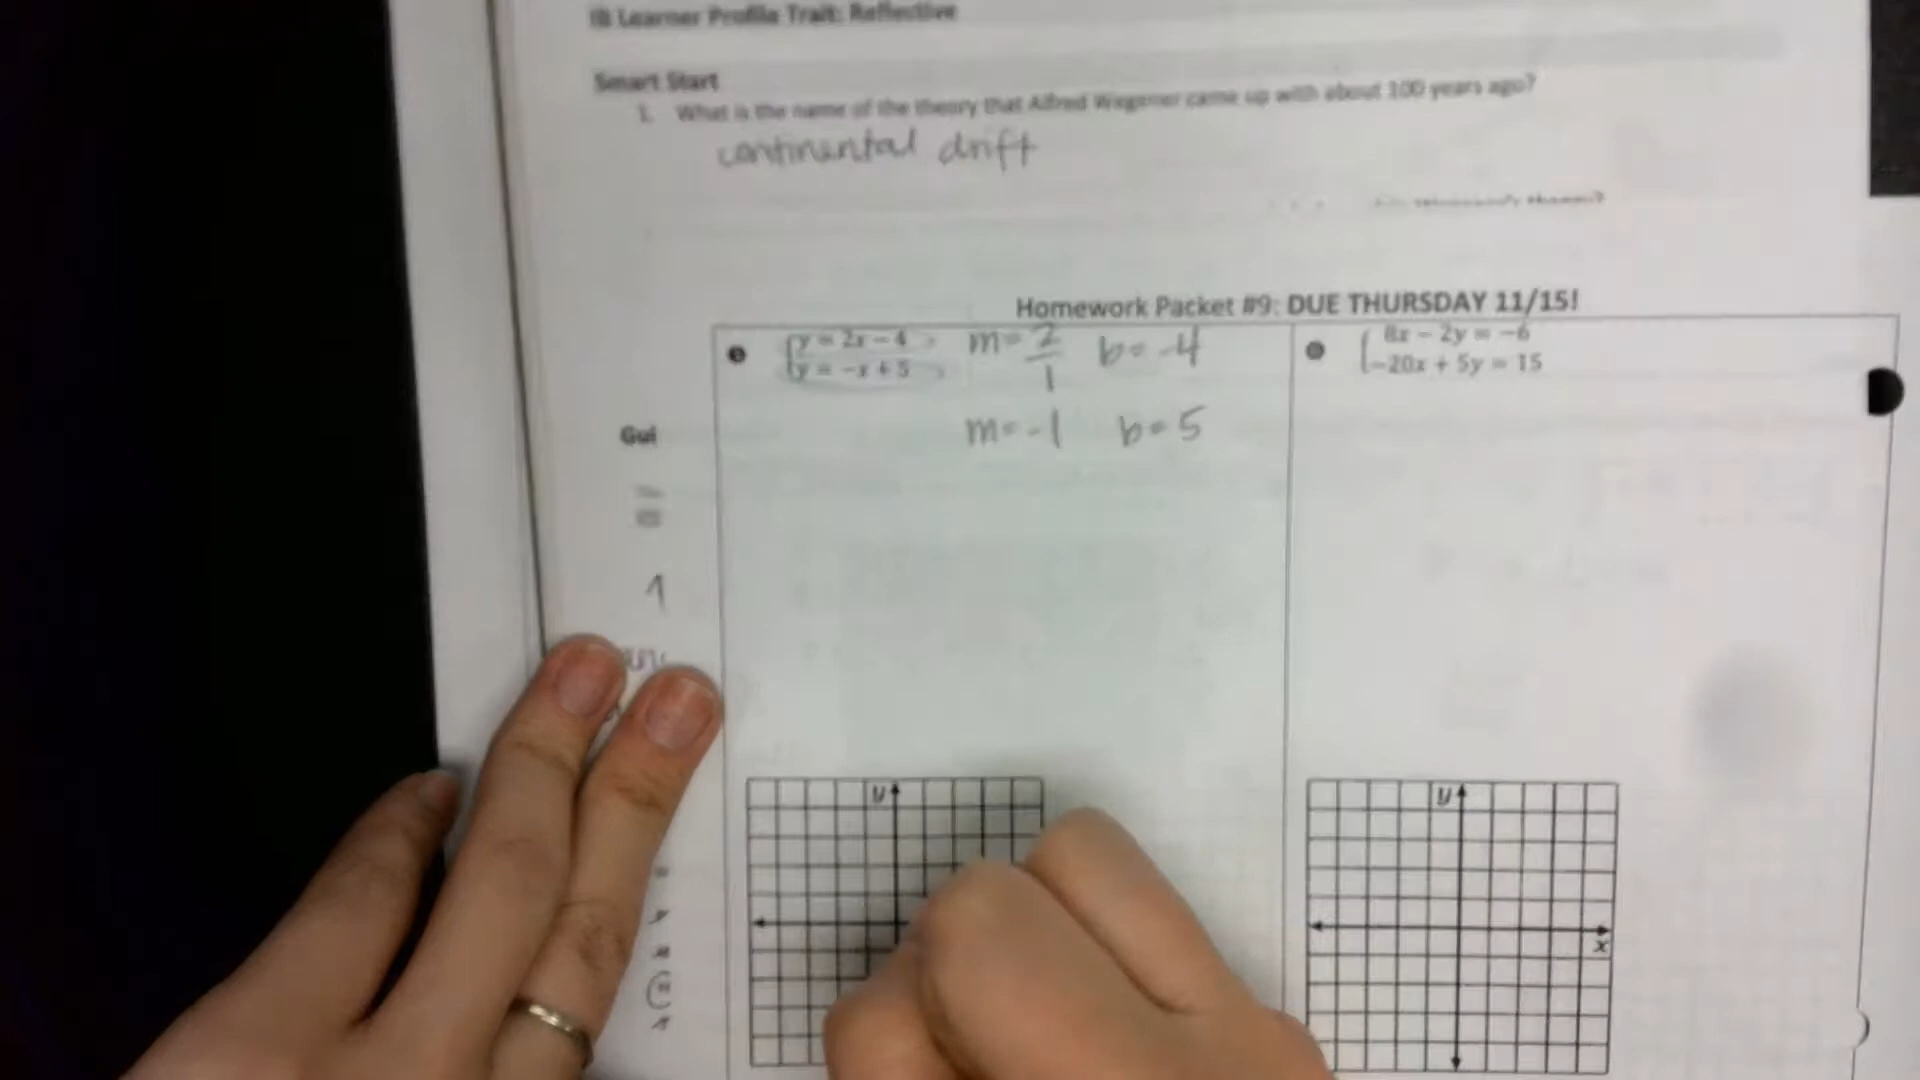 IB Learner Profile Trait: Reflective
Smart Start
1. What is the name of the theory that Alfred Wegener came up with about 100 years ago?
continental drift
Homework Packet #9: DUE THURSDAY 11/15!
y = 2x − 4 m = 2/1 b = -4
y = −x + 5
m = -1 b = 5
8x − 2y = −6
−20x + 5y = 15
Gui
y
y
x